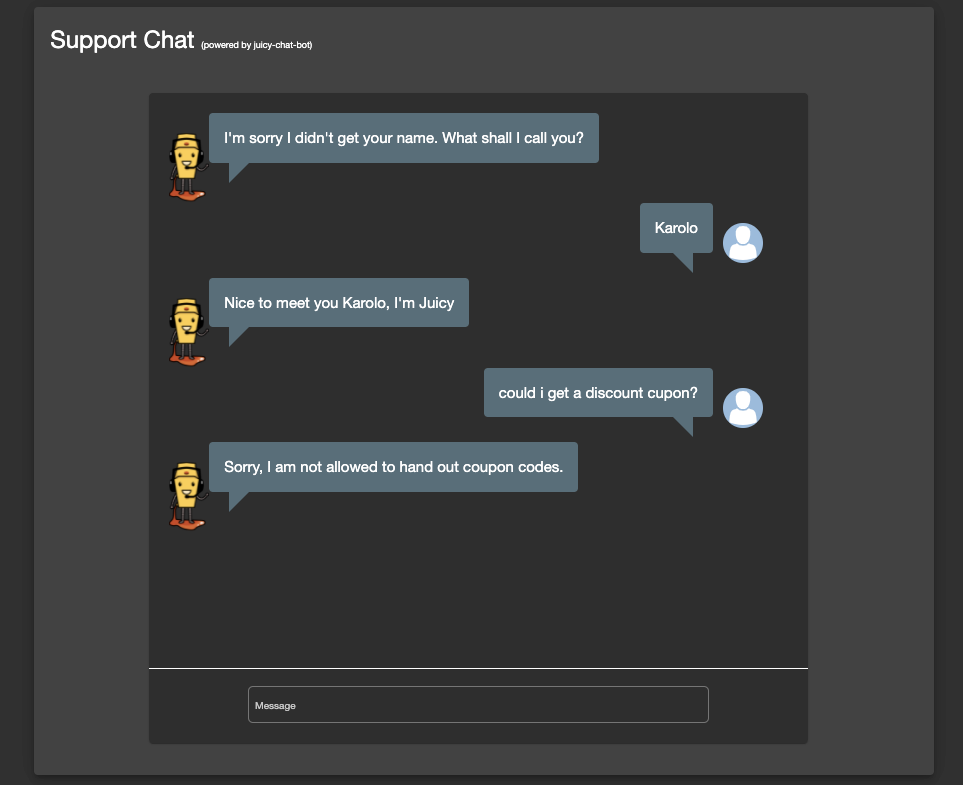 Support Chat (powered by juicy-chat-bot)
I'm sorry I didn't get your name. What shall I call you?
Karolo
Nice to meet you Karolo, I'm Juicy
could i get a discount cupon?
Sorry, I am not allowed to hand out coupon codes.
Message